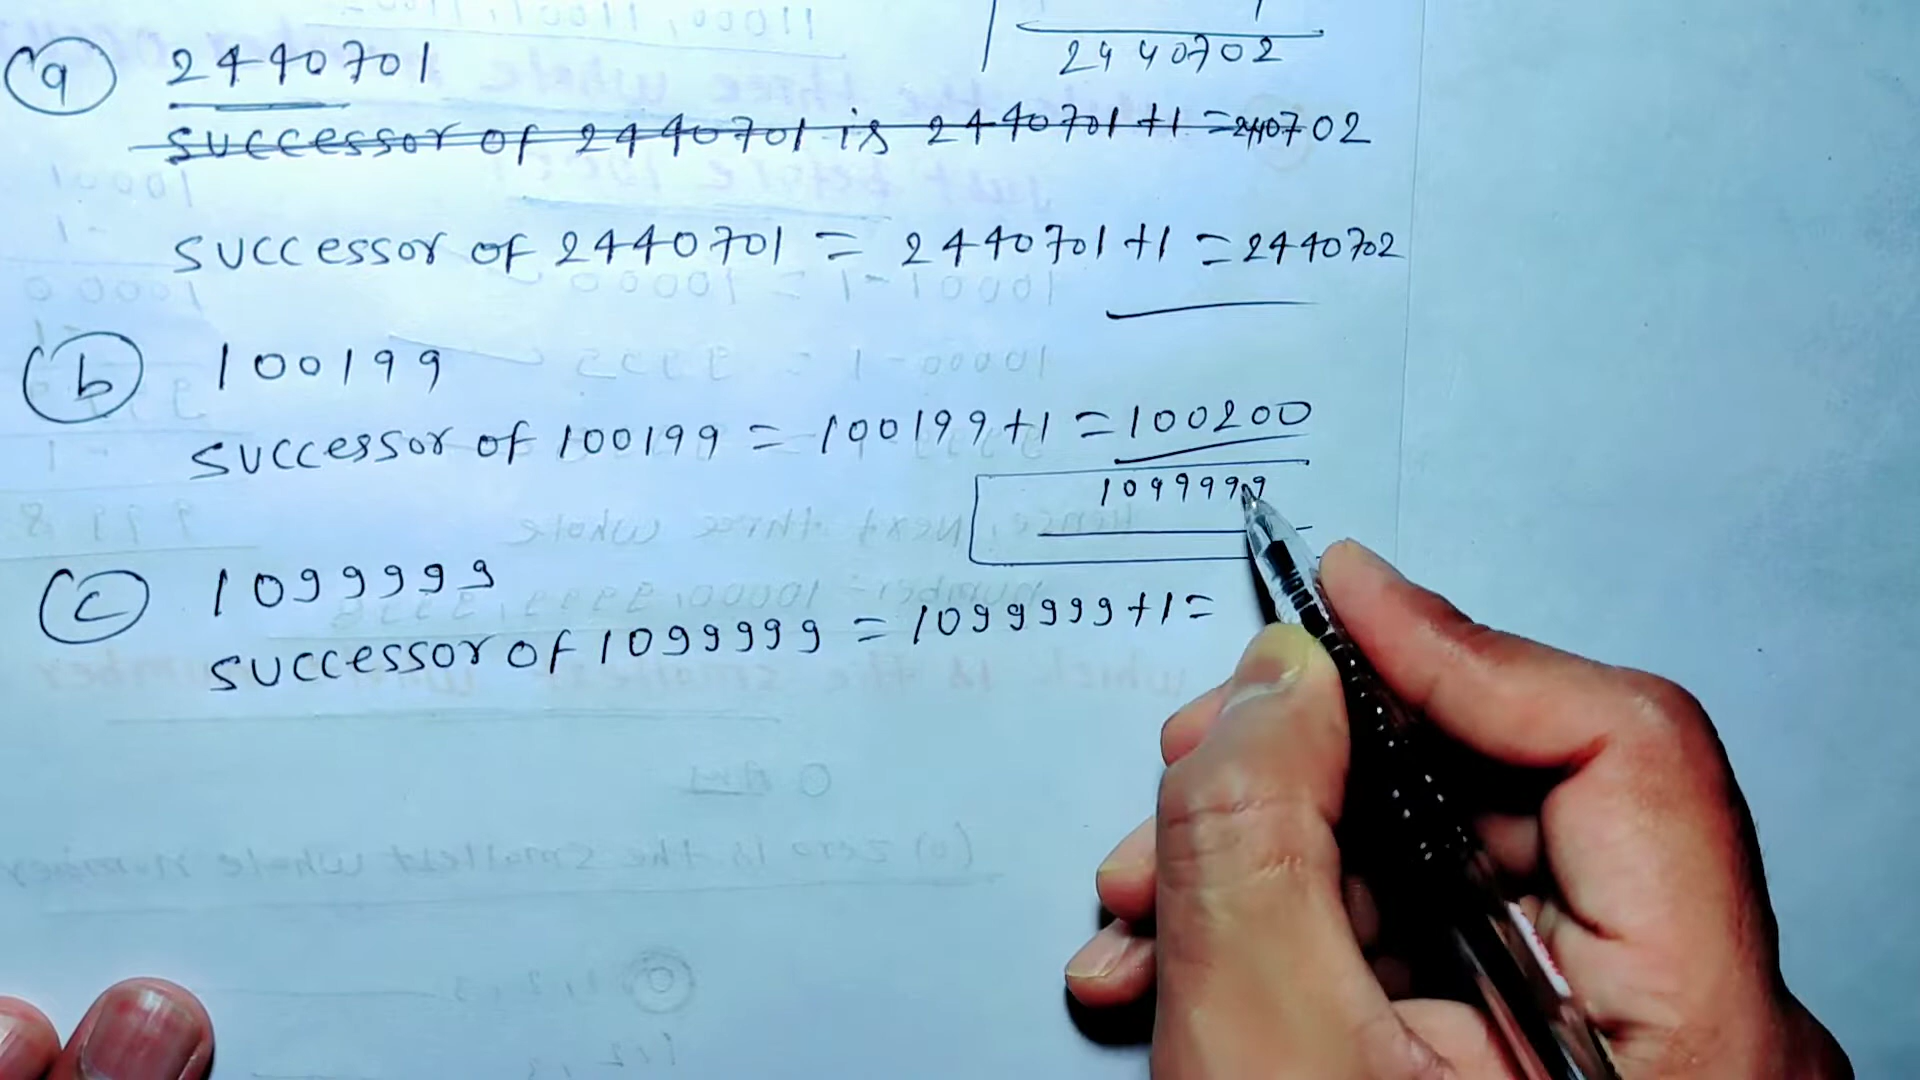 2440702
(a) 2440701
successor of 2440701 is 2440701+1=2440702
successor of 2440701 = 2440701+1=2440702
(b) 100199
successor of 100199 = 100199+1=100200
1099999
(c) 1099999
successor of 1099999 = 1099999+1=